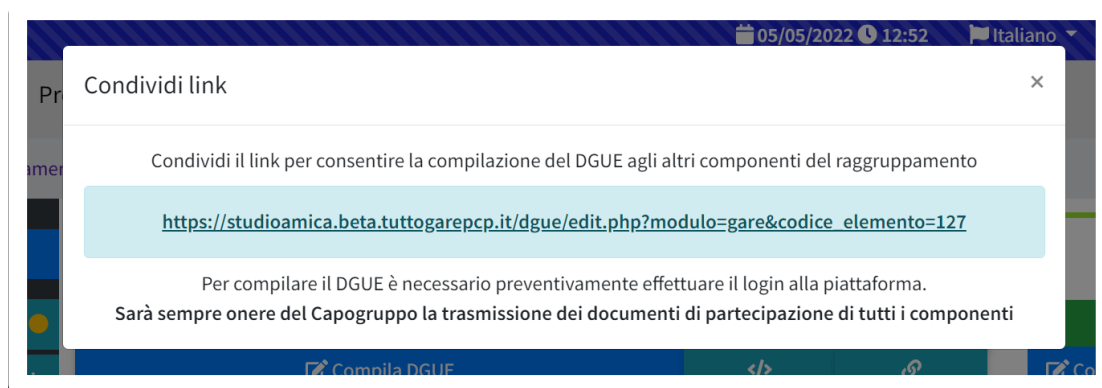 05/05/2022 12:52 Italiano
Condividi link ×
Condividi il link per consentire la compilazione del DGUE agli altri componenti del raggruppamento
https://studioamica.beta.tuttogarepcp.it/dgue/edit.php?modulo=gare&codice_elemento=127
Per compilare il DGUE è necessario preventivamente effettuare il login alla piattaforma.
Sarà sempre onere del Capogruppo la trasmissione dei documenti di partecipazione di tutti i componenti
Compila DGUE </>